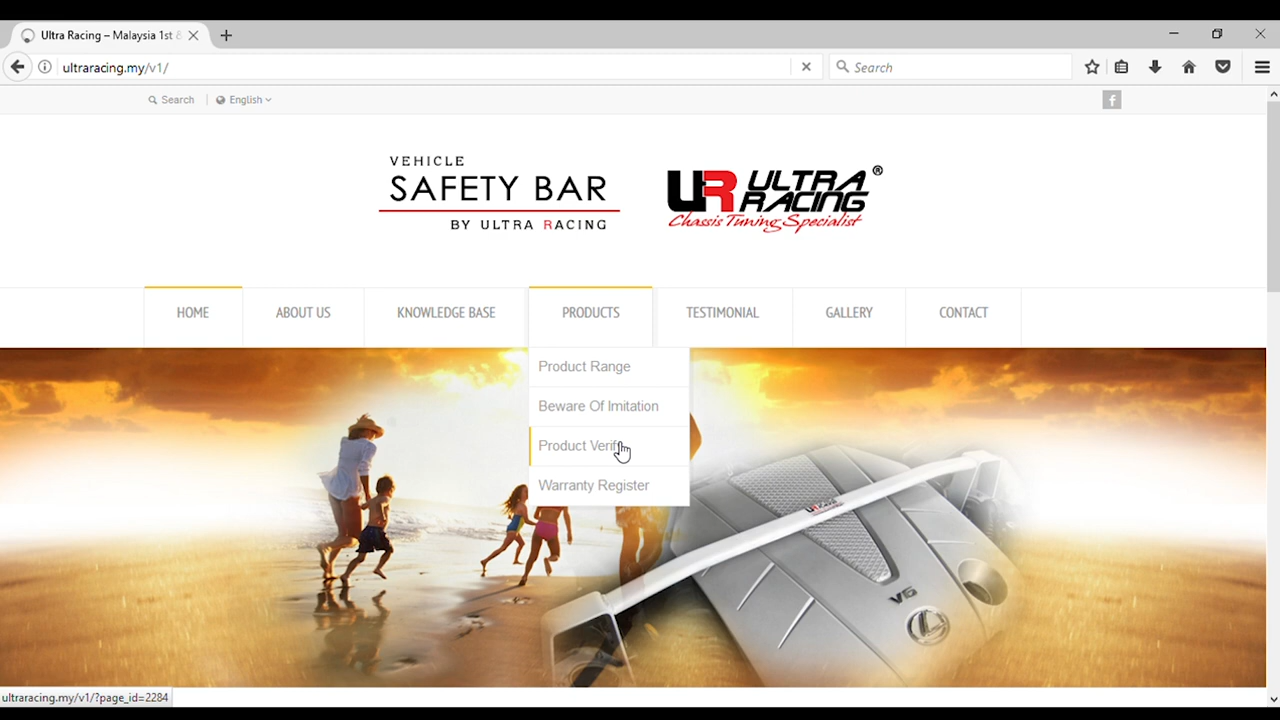 Ultra Racing – Malaysia 1st &
ultraracing.my/v1/
Search
Search
English
VEHICLE
SAFETY BAR
BY ULTRA RACING
UR ULTRA RACING ®
Chassis Tuning Specialist
HOME
ABOUT US
KNOWLEDGE BASE
PRODUCTS
TESTIMONIAL
GALLERY
CONTACT
Product Range
Beware Of Imitation
Product Verify
Warranty Register
V6
ultraracing.my/v1/?page_id=2284